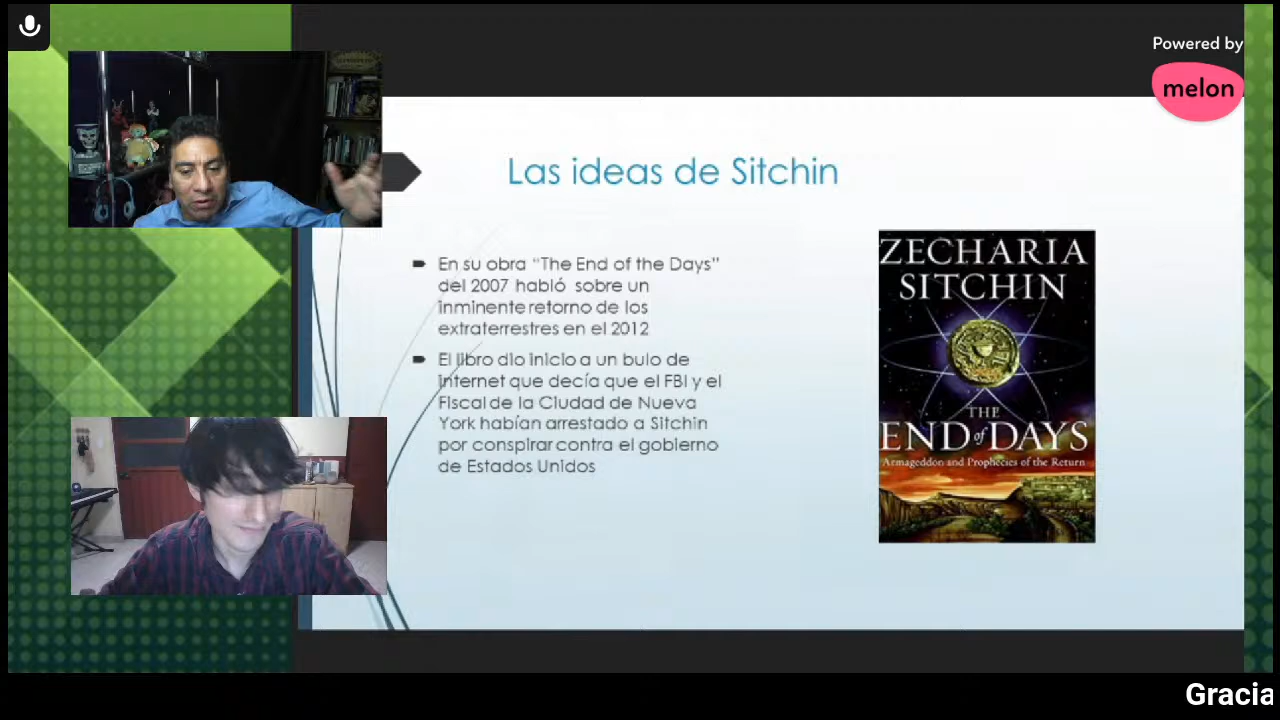 Powered by
melon
Las ideas de Sitchin
En su obra “The End of the Days”
del 2007 habló sobre un
inminente retorno de los
extraterrestres en el 2012
El libro dio inicio a un bulo de
internet que decía que el FBI y el
Fiscal de la Ciudad de Nueva
York habían arrestado a Sitchin
por conspirar contra el gobierno
de Estados Unidos
ZECHARIA
SITCHIN
THE
END of DAYS
Armageddon and Prophecies of the Return
Gracia